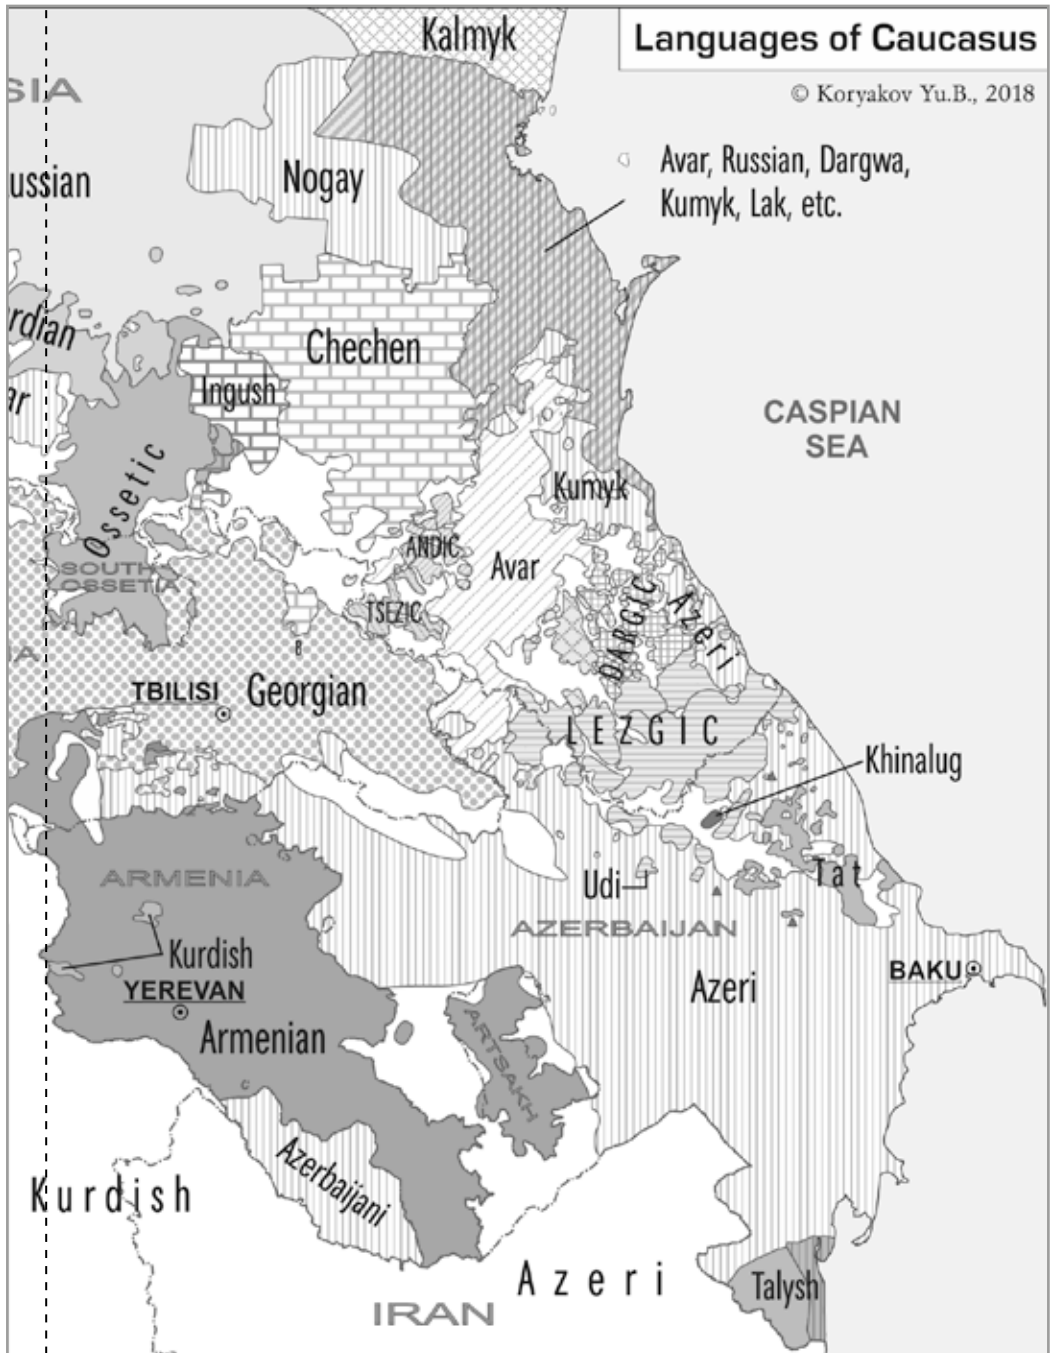 Kalmyk
Languages of Caucasus
© Koryakov Yu.B., 2018
SIA
ussian
Nogay
Avar, Russian, Dargwa,
Kumyk, Lak, etc.
rdian
Chechen
Ingush
ar
CASPIAN
SEA
Ossetic
Kumyk
ANDIC
Avar
SOUTH
OSSETIA
TSEZIC
DARGIC
Azeri
B
IA
TBILISI
Georgian
LEZGIC
Khinalug
ARMENIA
Udi
Tat
AZERBAIJAN
Kurdish
YEREVAN
Azeri
BAKU
Armenian
ARTSAKH
Azerbaijani
Kurdish
Azeri
Talysh
IRAN